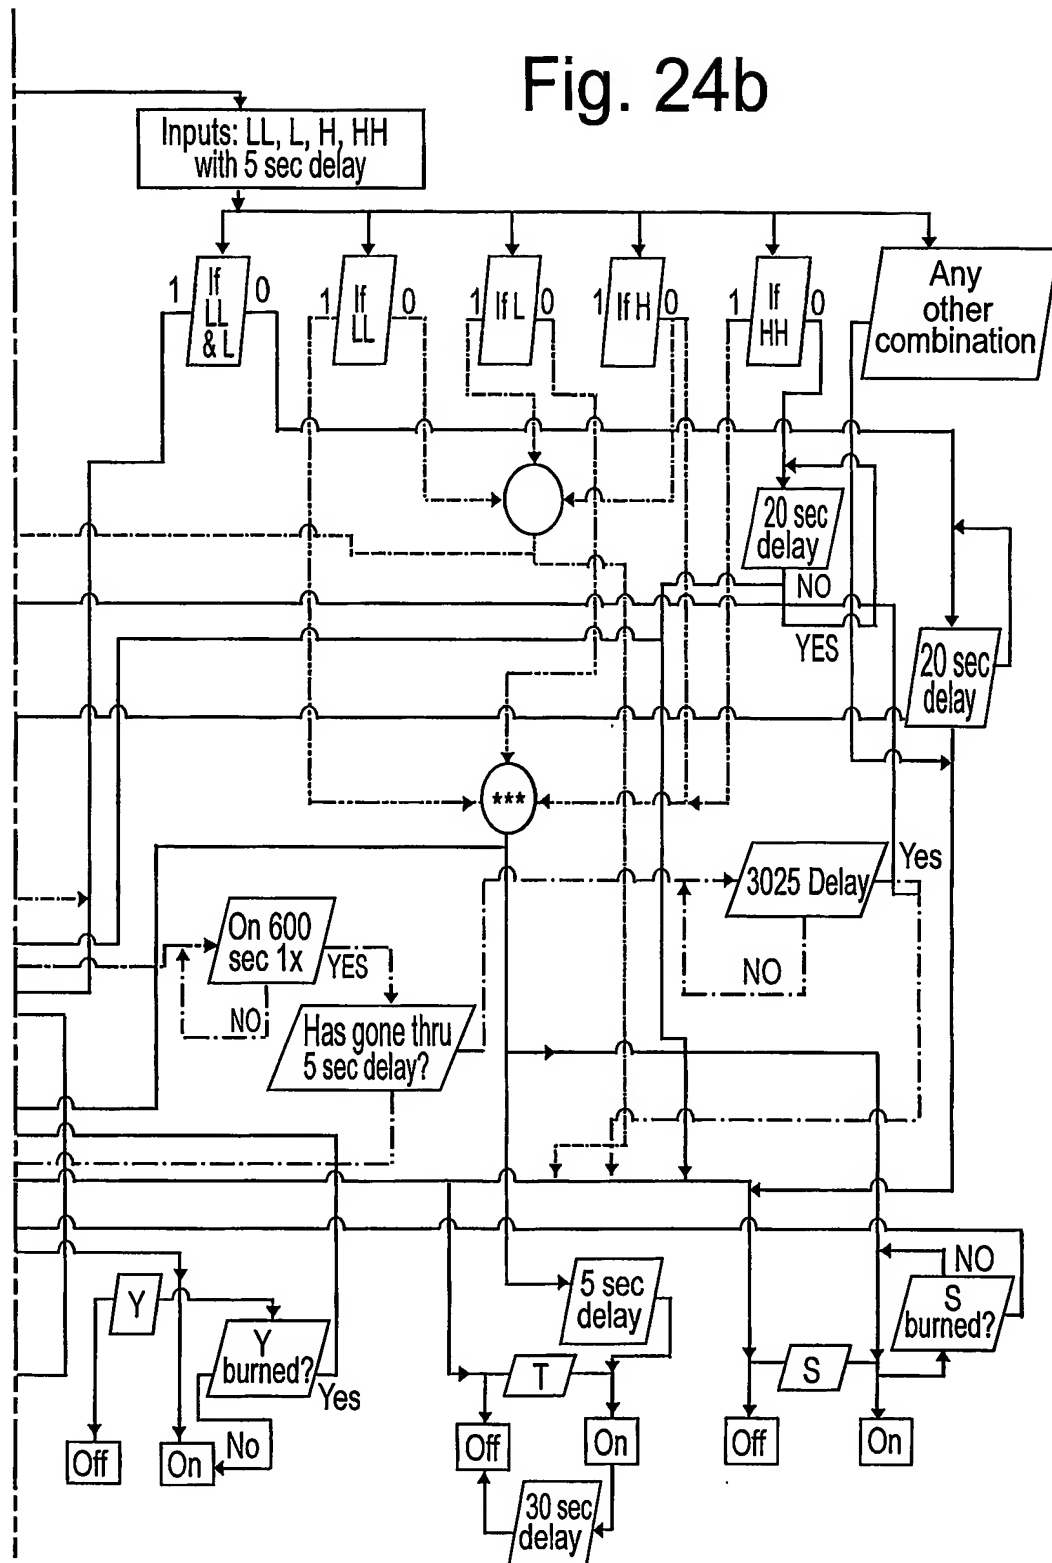 Fig. 24b
Inputs: LL, L, H, HH
with 5 sec delay
1
If
LL
& L
0
1
If
LL
0
1
If L
0
1
If H
0
1
If
HH
0
Any
other
combination
20 sec
delay
NO
YES
20 sec
delay
***
3025 Delay
Yes
NO
On 600
sec 1x
YES
NO
Has gone thru
5 sec delay?
Y
Y
burned?
Yes
No
Off
On
5 sec
delay
T
Off
On
30 sec
delay
S
NO
S
burned?
Off
On